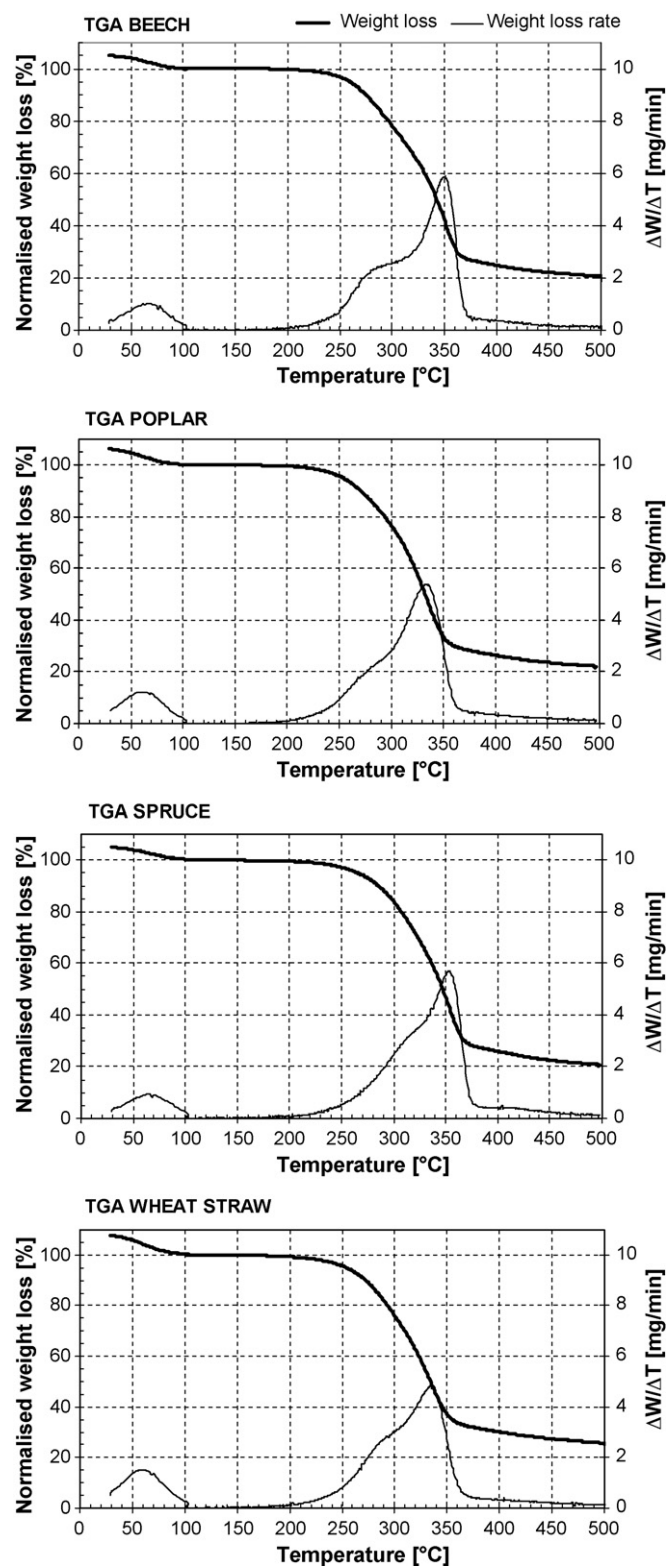 TGA BEECH
Weight loss Weight loss rate
Normalised weight loss [%]
100
80
60
40
20
0
10
8
6
4
2
0
ΔW/ΔT [mg/min]
0 50 100 150 200 250 300 350 400 450 500
Temperature [°C]
TGA POPLAR
Normalised weight loss [%]
100
80
60
40
20
0
10
8
6
4
2
0
ΔW/ΔT [mg/min]
0 50 100 150 200 250 300 350 400 450 500
Temperature [°C]
TGA SPRUCE
Normalised weight loss [%]
100
80
60
40
20
0
10
8
6
4
2
0
ΔW/ΔT [mg/min]
0 50 100 150 200 250 300 350 400 450 500
Temperature [°C]
TGA WHEAT STRAW
Normalised weight loss [%]
100
80
60
40
20
0
10
8
6
4
2
0
ΔW/ΔT [mg/min]
0 50 100 150 200 250 300 350 400 450 500
Temperature [°C]